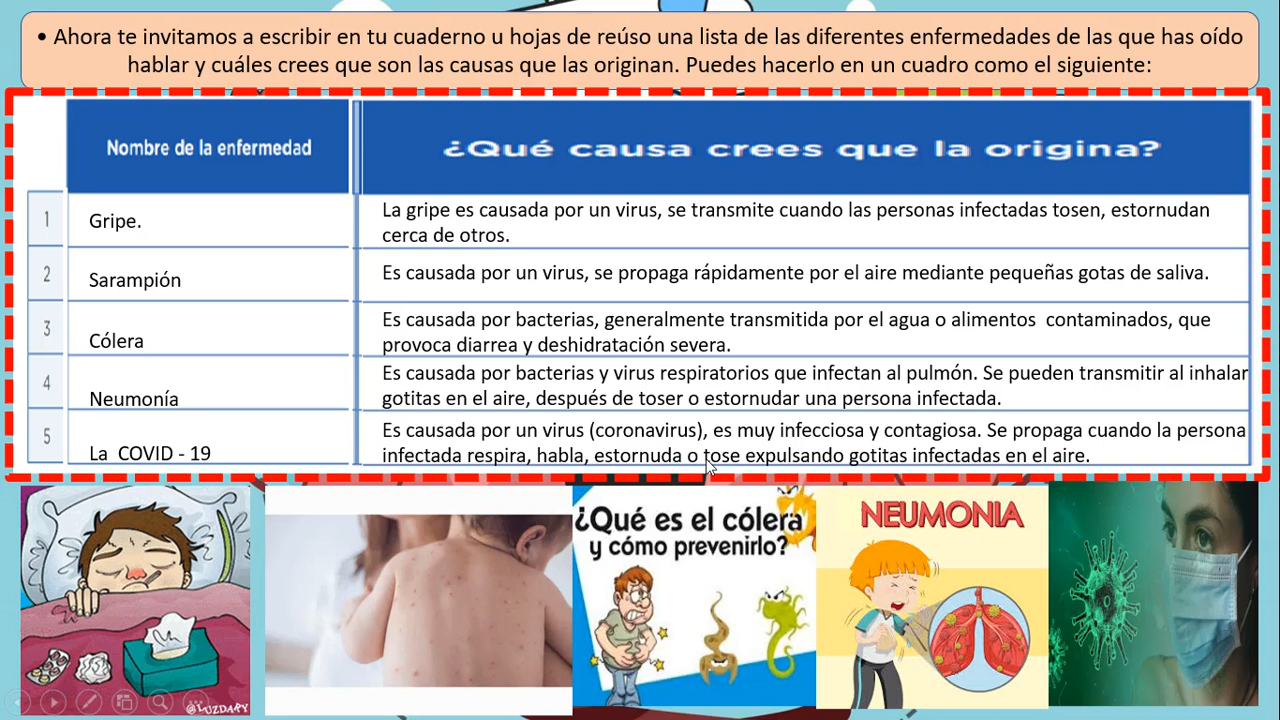 • Ahora te invitamos a escribir en tu cuaderno u hojas de reúso una lista de las diferentes enfermedades de las que has oído
hablar y cuáles crees que son las causas que las originan. Puedes hacerlo en un cuadro como el siguiente:
Nombre de la enfermedad
¿Qué causa crees que la origina?
1
Gripe.
La gripe es causada por un virus, se transmite cuando las personas infectadas tosen, estornudan
cerca de otros.
2
Sarampión
Es causada por un virus, se propaga rápidamente por el aire mediante pequeñas gotas de saliva.
3
Cólera
Es causada por bacterias, generalmente transmitida por el agua o alimentos contaminados, que
provoca diarrea y deshidratación severa.
4
Neumonía
Es causada por bacterias y virus respiratorios que infectan al pulmón. Se pueden transmitir al inhalar
gotitas en el aire, después de toser o estornudar una persona infectada.
5
La COVID - 19
Es causada por un virus (coronavirus), es muy infecciosa y contagiosa. Se propaga cuando la persona
infectada respira, habla, estornuda o tose expulsando gotitas infectadas en el aire.
¿Qué es el cólera
y cómo prevenirlo?
NEUMONIA
@LUZDARY